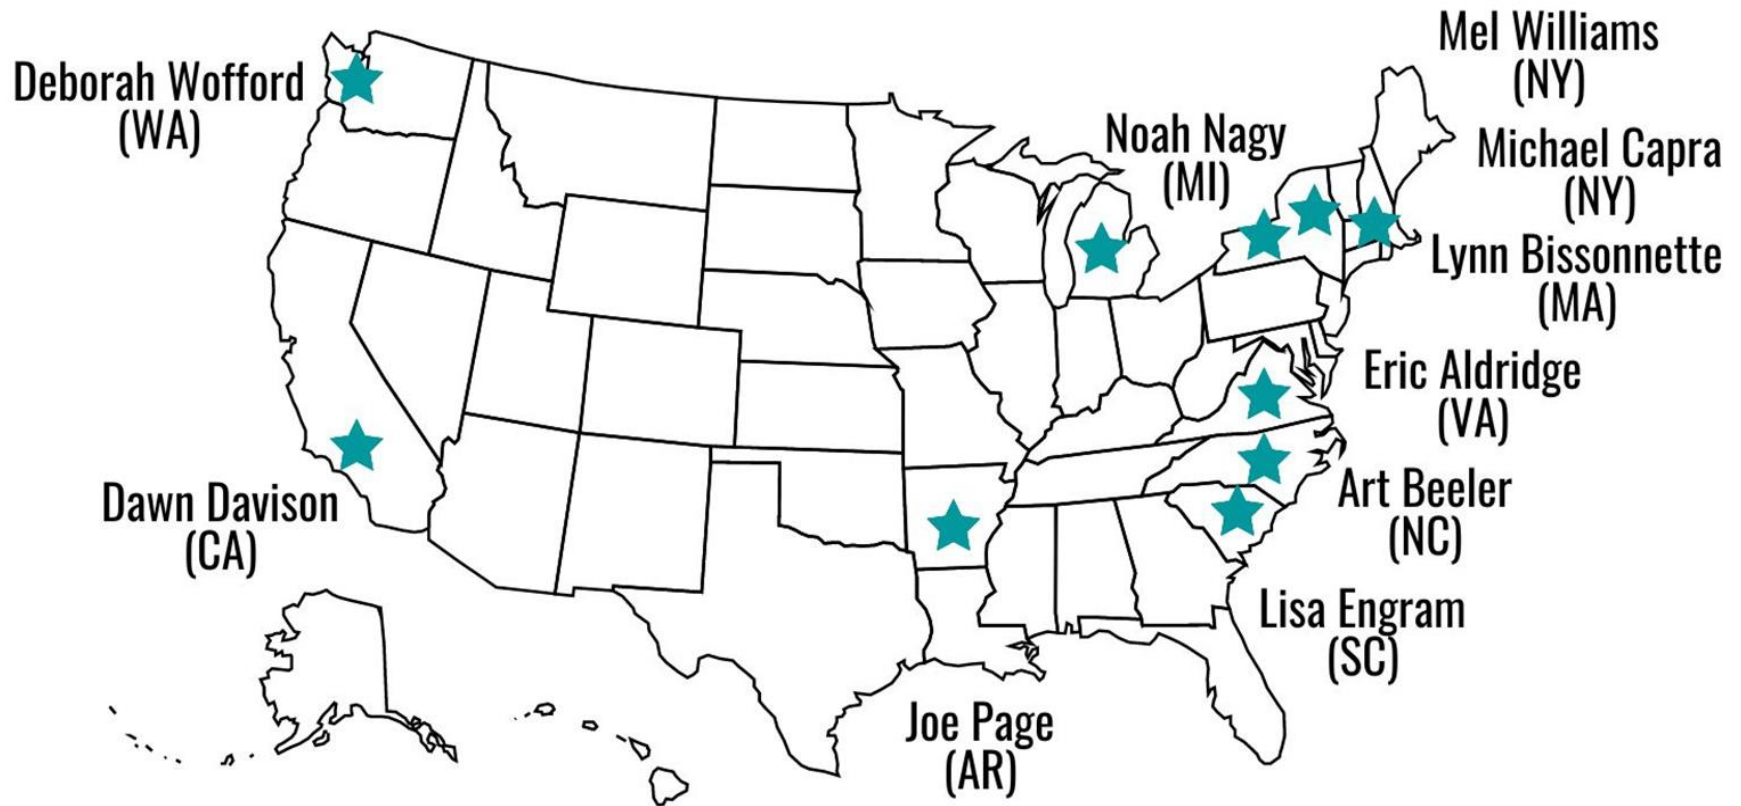 Mel Williams
(NY)
Deborah Wofford
(WA)
Noah Nagy
(MI)
Michael Capra
(NY)
Lynn Bissonnette
(MA)
Eric Aldridge
(VA)
Dawn Davison
(CA)
Art Beeler
(NC)
Lisa Engram
(SC)
Joe Page
(AR)